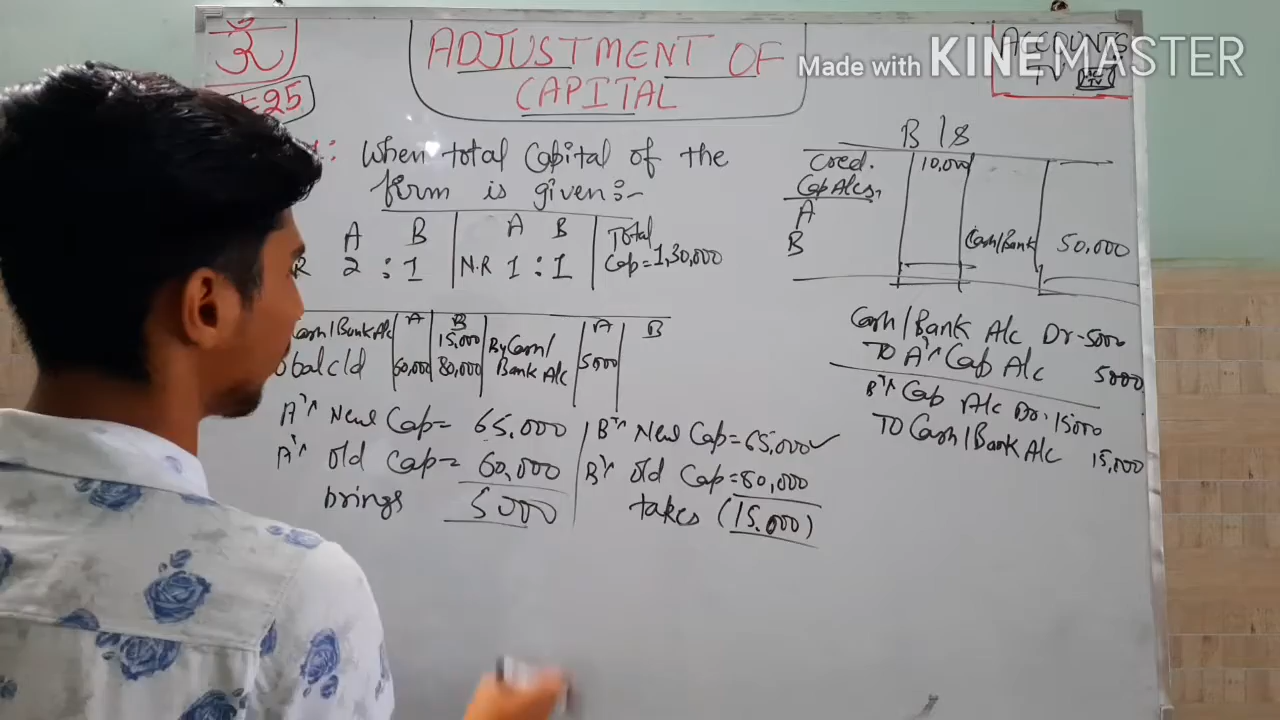 ADJUSTMENT OF
CAPITAL
ACCOUNTS
TV
Made with KINEMASTER
25
When total Capital of the
firm is given:-
A B
2 : 1
A B
N.R 1 : 1
Total
Cap=1,30,000
B/S
Cred. 10,000
Cap A/cs.
A
B Cash/Bank 50,000
Cash/Bank A/c A B A B
15,000 By Cash/
bal c/d 60,000 80,000 Bank A/c 5000
A's New Cap= 65,000
A's old Cap= 60,000
brings 5000
B's New Cap=65,000
B's old Cap=80,000
takes (15,000)
Cash/Bank A/c Dr-5000
To A's Cap A/c 5000
B's Cap A/c Dr.15000
To Cash/Bank A/c 15,000